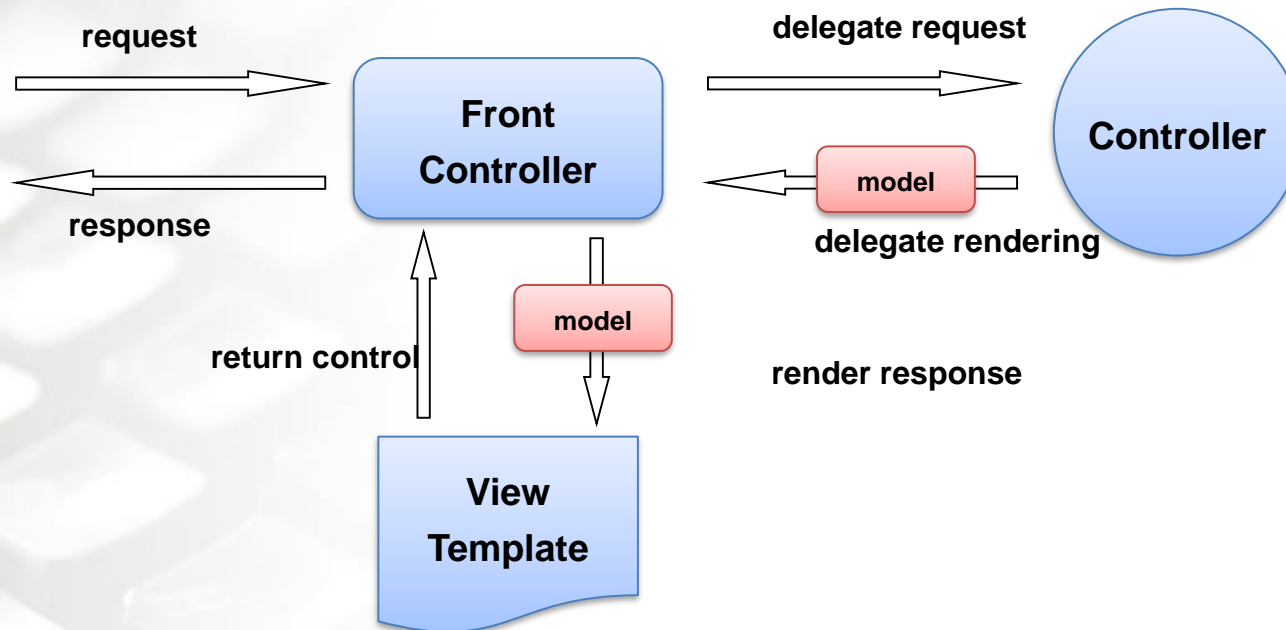 request
delegate request
Front
Controller
Controller
model
response
delegate rendering
model
return control
render response
View
Template